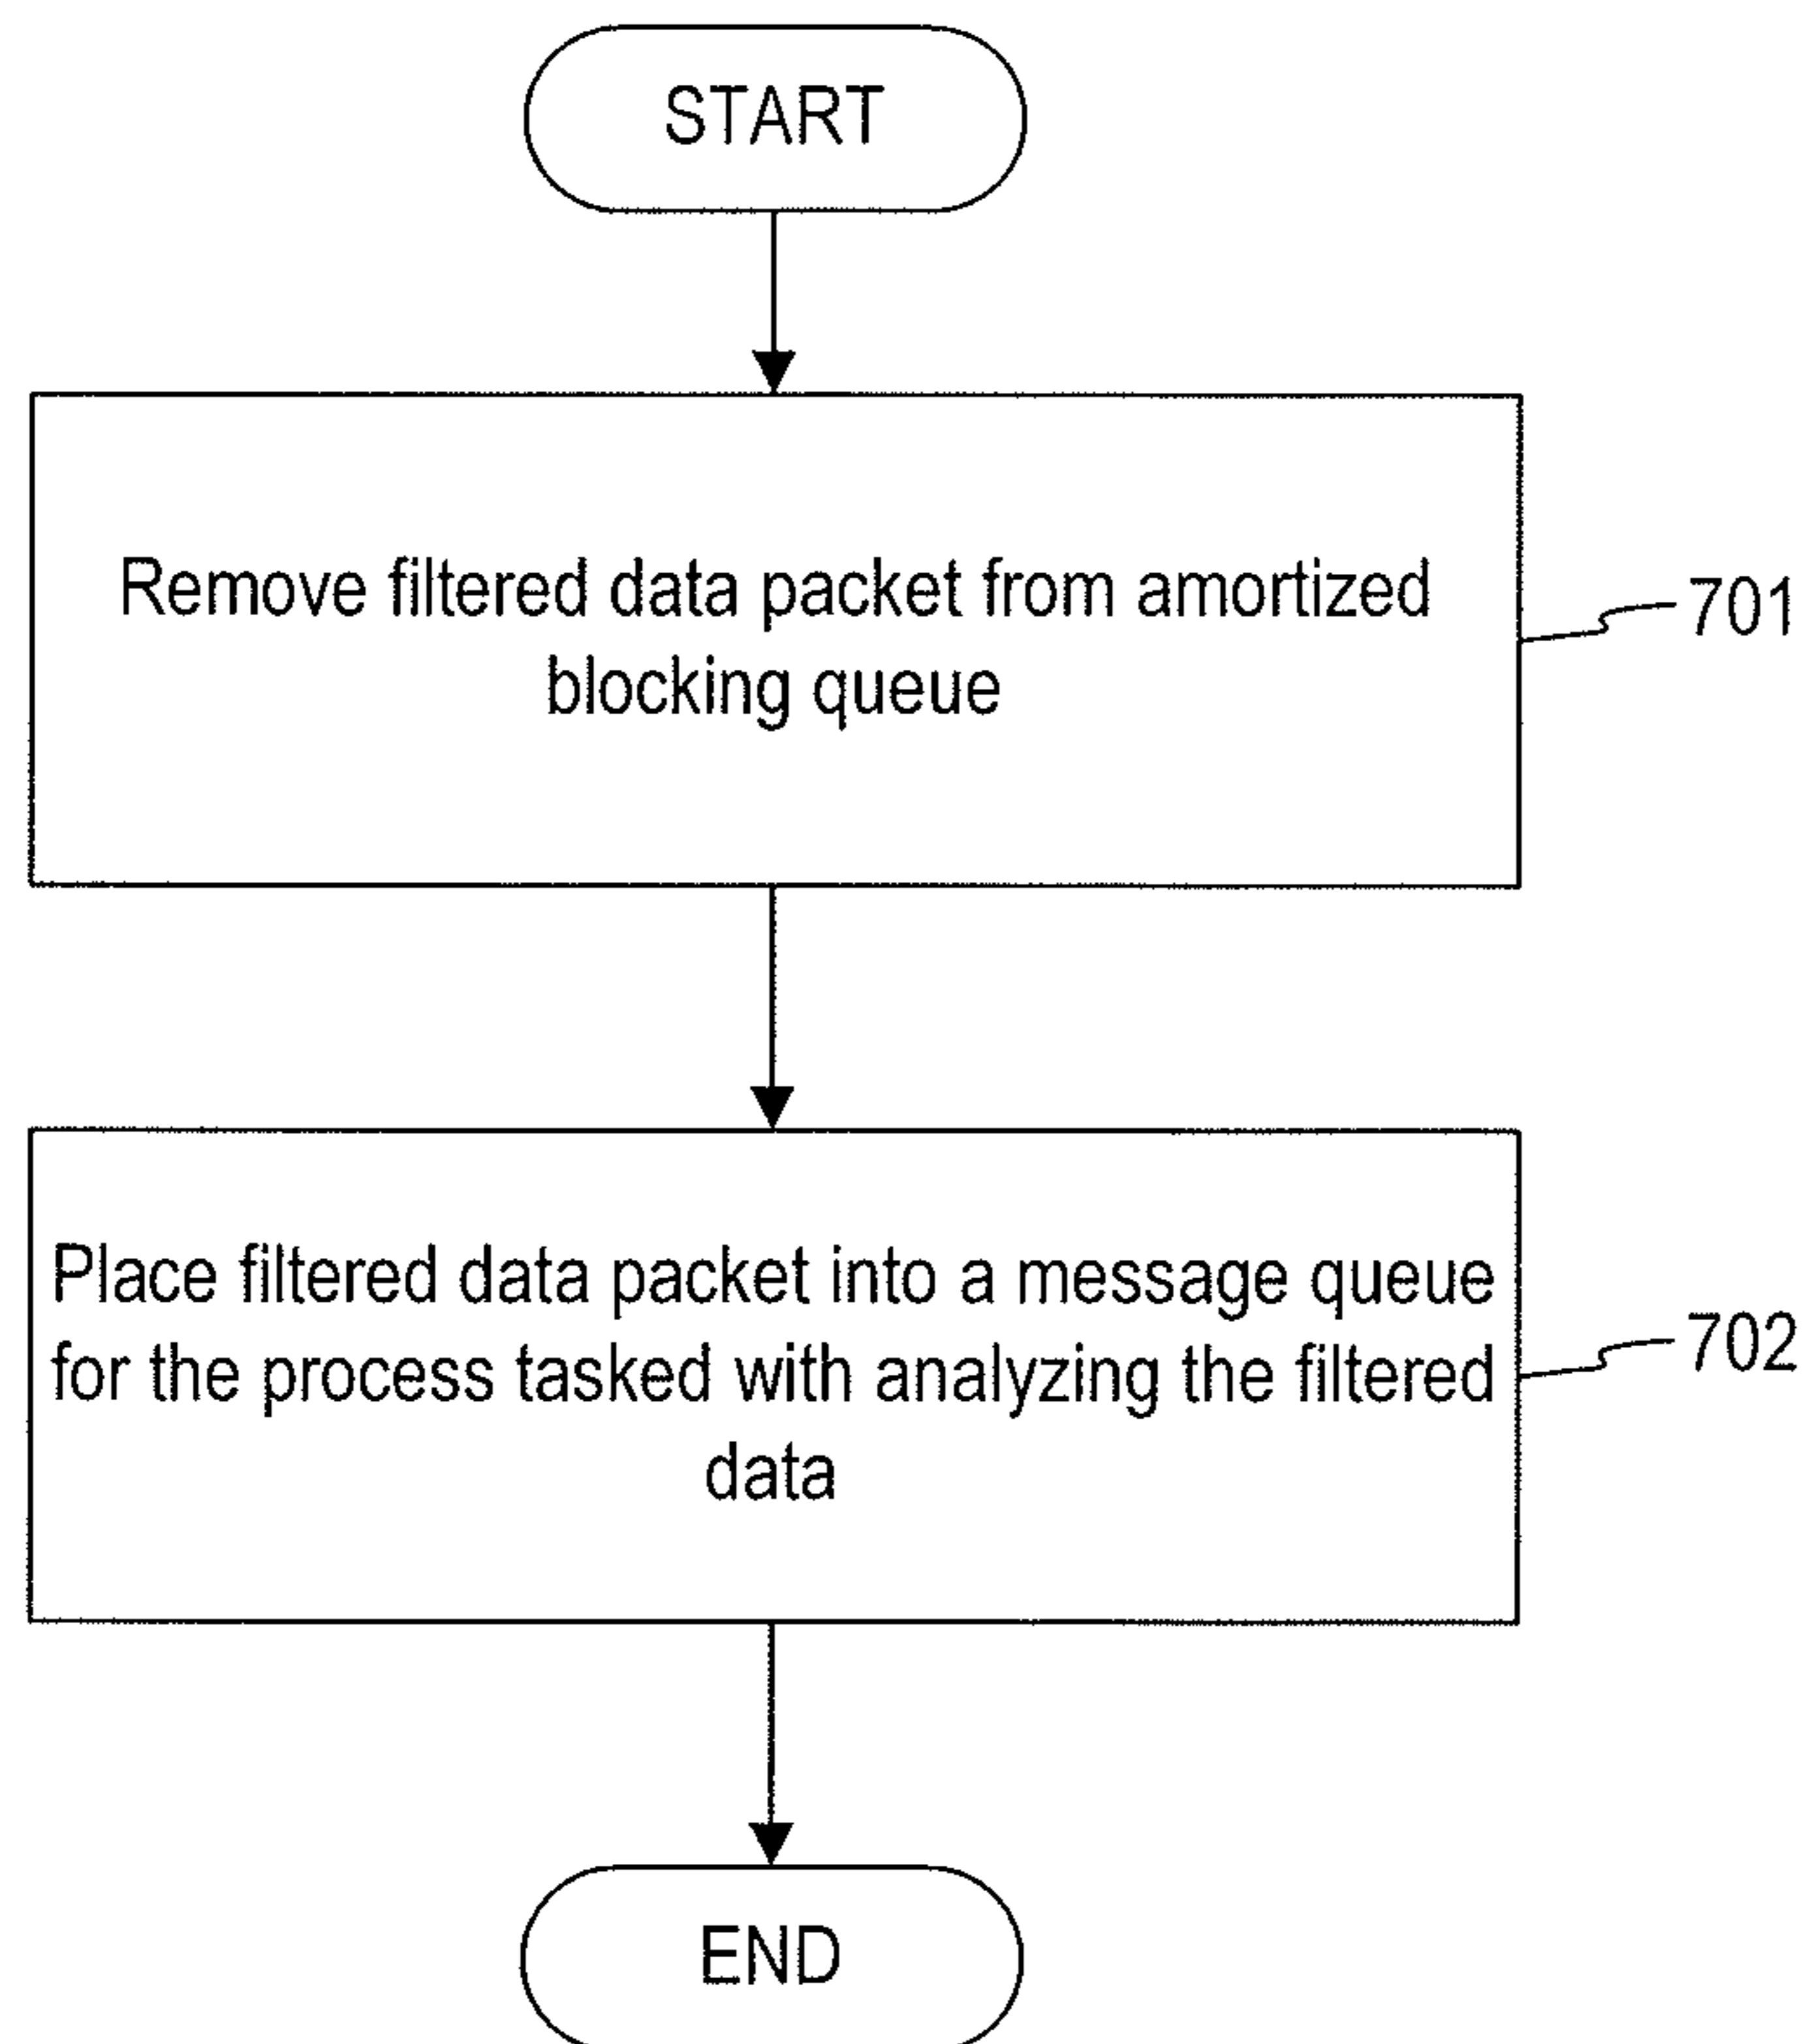 START
Remove filtered data packet from amortized
blocking queue
701
Place filtered data packet into a message queue
for the process tasked with analyzing the filtered
data
702
END